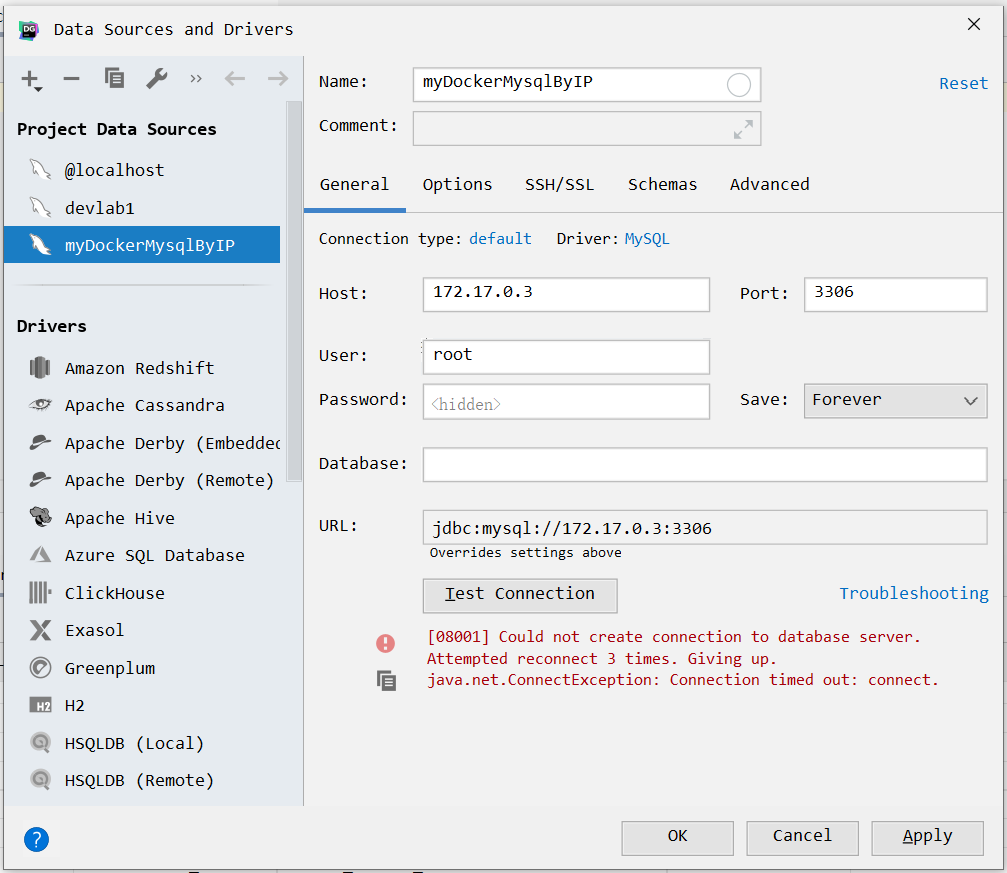 DG Data Sources and Drivers
Name: myDockerMysqlByIP Reset
Comment:
Project Data Sources
@localhost
devlab1
myDockerMysqlByIP
Drivers
Amazon Redshift
Apache Cassandra
Apache Derby (Embedded
Apache Derby (Remote)
Apache Hive
Azure SQL Database
ClickHouse
Exasol
Greenplum
H2 H2
HSQLDB (Local)
HSQLDB (Remote)
General Options SSH/SSL Schemas Advanced
Connection type: default Driver: MySQL
Host: 172.17.0.3 Port: 3306
User: root
Password: <hidden> Save: Forever
Database:
URL: jdbc:mysql://172.17.0.3:3306
Overrides settings above
Test Connection Troubleshooting
[08001] Could not create connection to database server.
Attempted reconnect 3 times. Giving up.
java.net.ConnectException: Connection timed out: connect.
? OK Cancel Apply